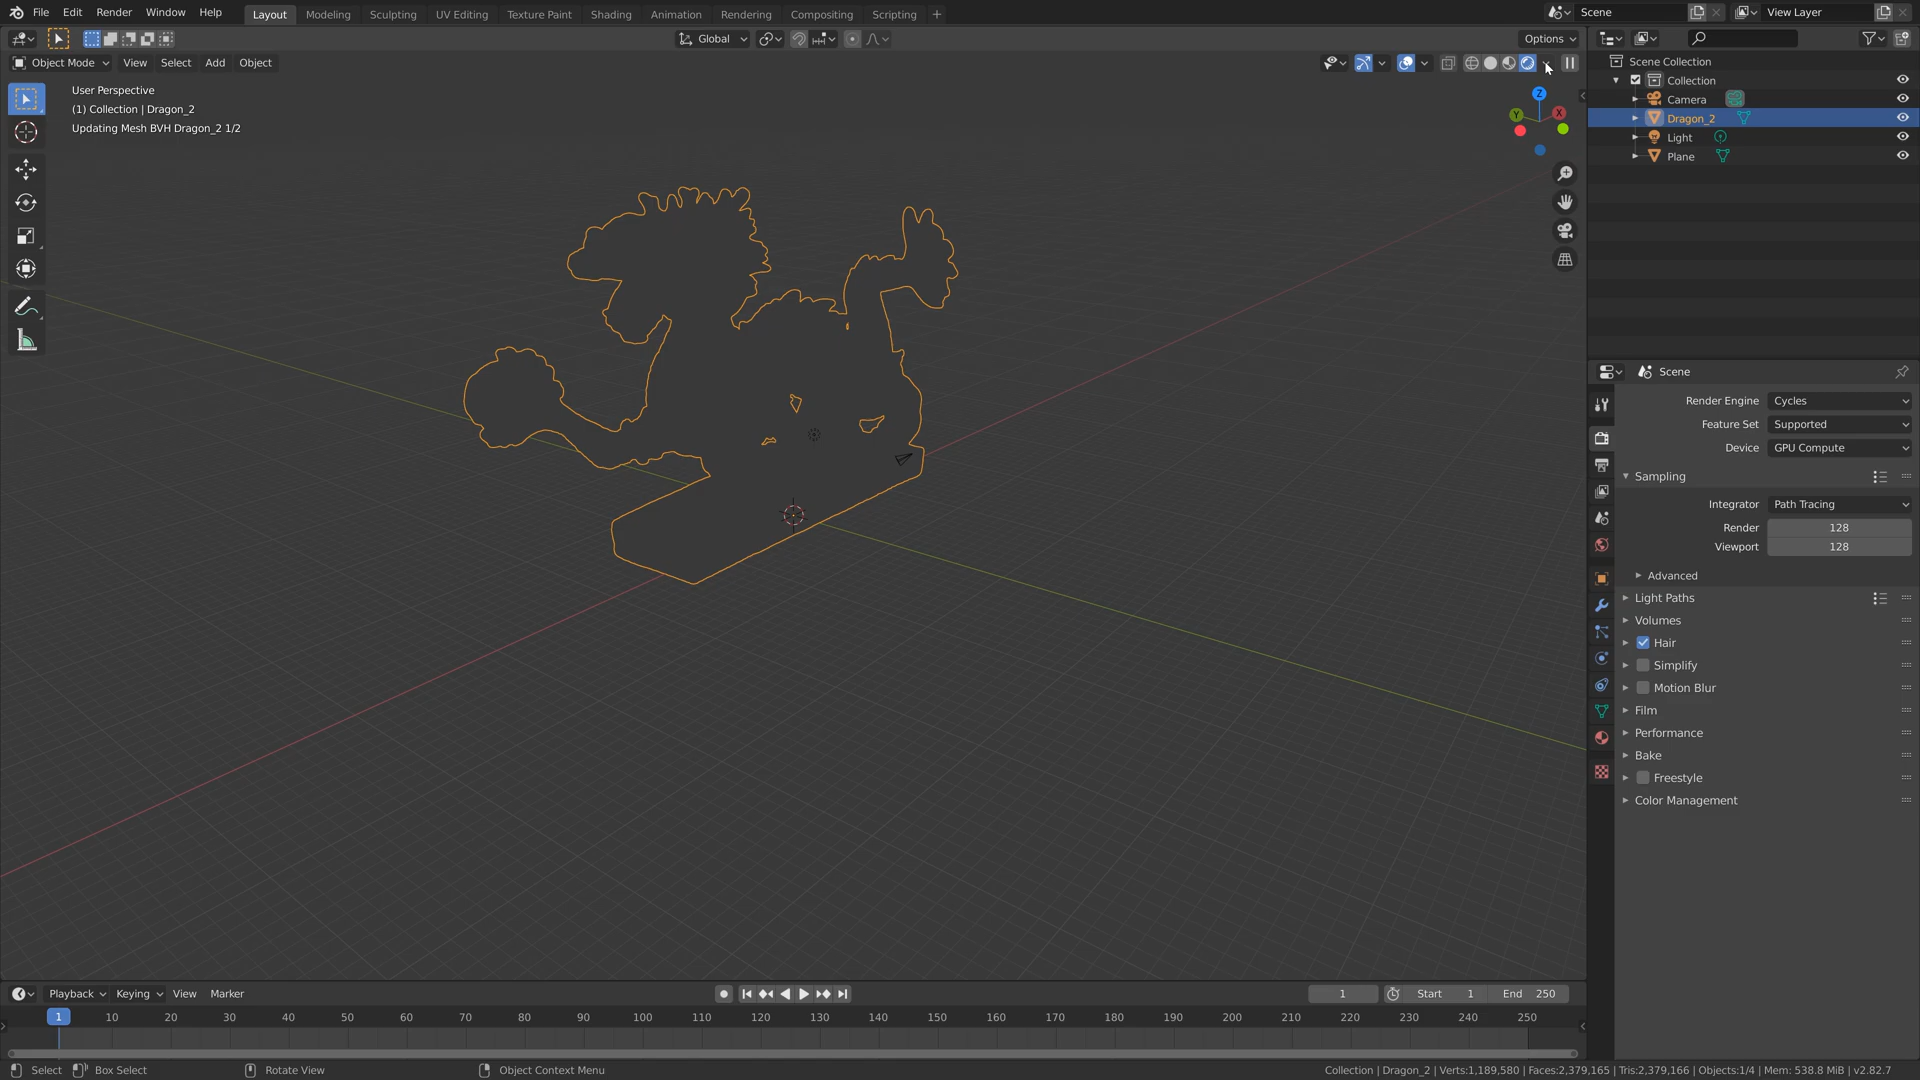 File Edit Render Window Help Layout Modeling Sculpting UV Editing Texture Paint Shading Animation Rendering Compositing Scripting + Scene View Layer
Global Options
Object Mode View Select Add Object
User Perspective
(1) Collection | Dragon_2
Updating Mesh BVH Dragon_2 1/2
Z
Y X
Scene Collection
Collection
Camera
Dragon_2
Light
Plane
Scene
Render Engine Cycles
Feature Set Supported
Device GPU Compute
Sampling
Integrator Path Tracing
Render 128
Viewport 128
Advanced
Light Paths
Volumes
Hair
Simplify
Motion Blur
Film
Performance
Bake
Freestyle
Color Management
Playback Keying View Marker 1 Start 1 End 250
1 10 20 30 40 50 60 70 80 90 100 110 120 130 140 150 160 170 180 190 200 210 220 230 240 250
Select Box Select Rotate View Object Context Menu Collection | Dragon_2 | Verts:1,189,580 | Faces:2,379,165 | Tris:2,379,166 | Objects:1/4 | Mem: 538.8 MiB | v2.82.7